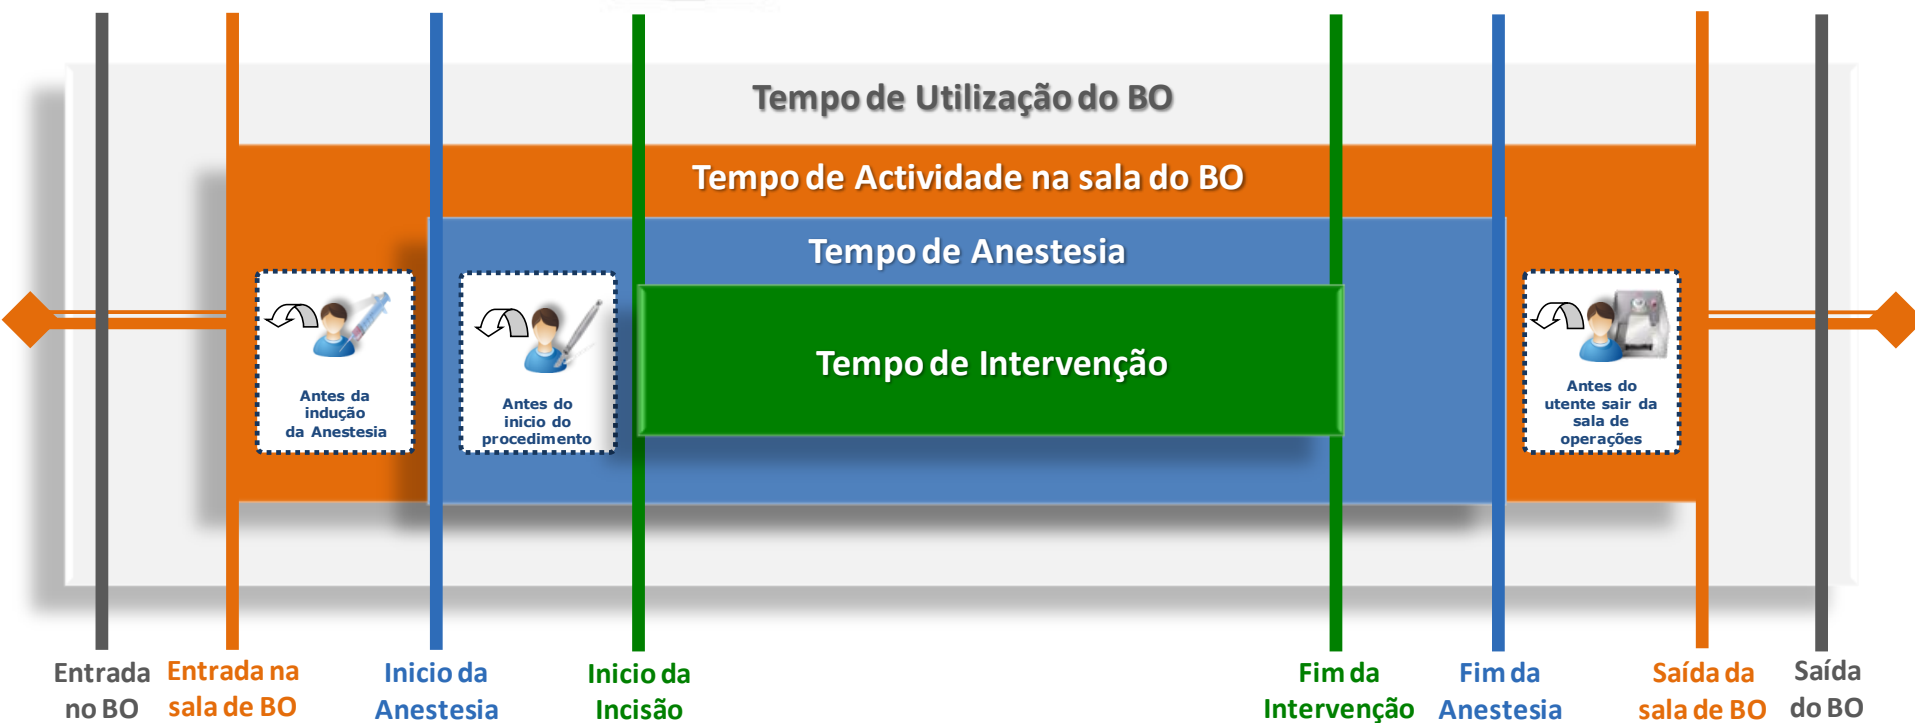 Tempo de Utilização do BO
Tempo de Actividade na sala do BO
Tempo de Anestesia
Tempo de Intervenção
Antes da
indução
da Anestesia
Antes do
inicio do
procedimento
Antes do
utente sair da
sala de
operações
Entrada
no BO
Entrada na
sala de BO
Inicio da
Anestesia
Inicio da
Incisão
Fim da
Intervenção
Fim da
Anestesia
Saída da
sala de BO
Saída
do BO